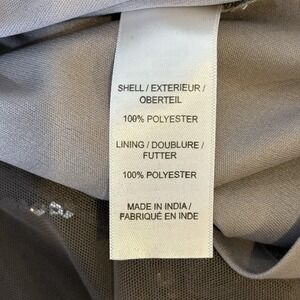 SHELL / EXTERIEUR /
OBERTEIL
100% POLYESTER
LINING / DOUBLURE /
FUTTER
100% POLYESTER
MADE IN INDIA /
FABRIQUÉ EN INDE